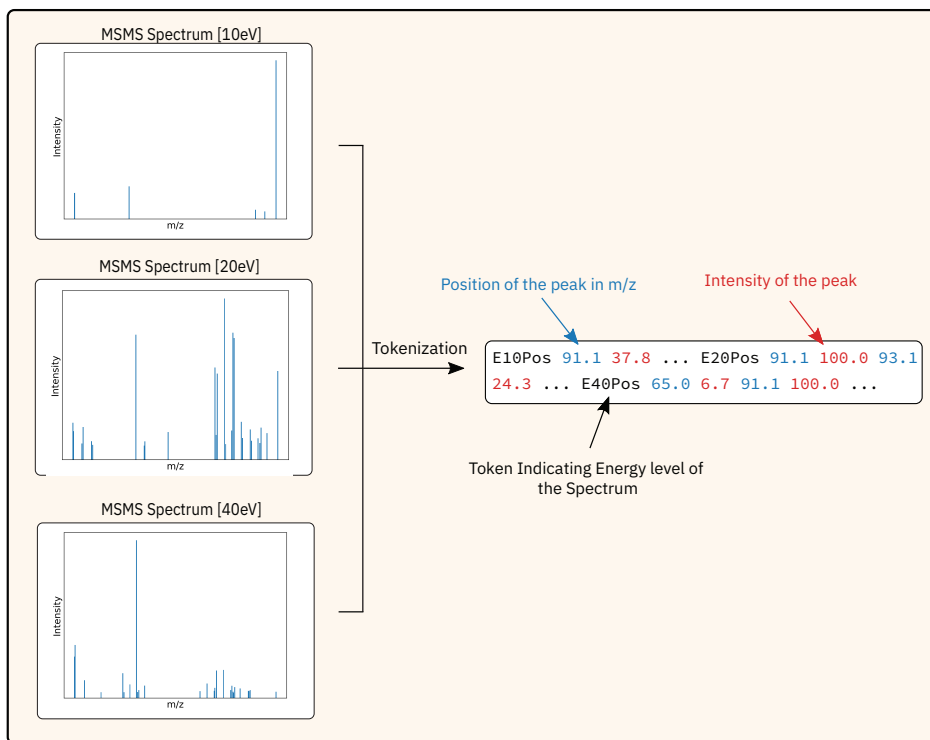 MSMS Spectrum [10eV]
Intensity
m/z
MSMS Spectrum [20eV]
Intensity
m/z
MSMS Spectrum [40eV]
Intensity
m/z
Tokenization
Position of the peak in m/z
Intensity of the peak
E10Pos 91.1 37.8 ... E20Pos 91.1 100.0 93.1
24.3 ... E40Pos 65.0 6.7 91.1 100.0 ...
Token Indicating Energy level of
the Spectrum